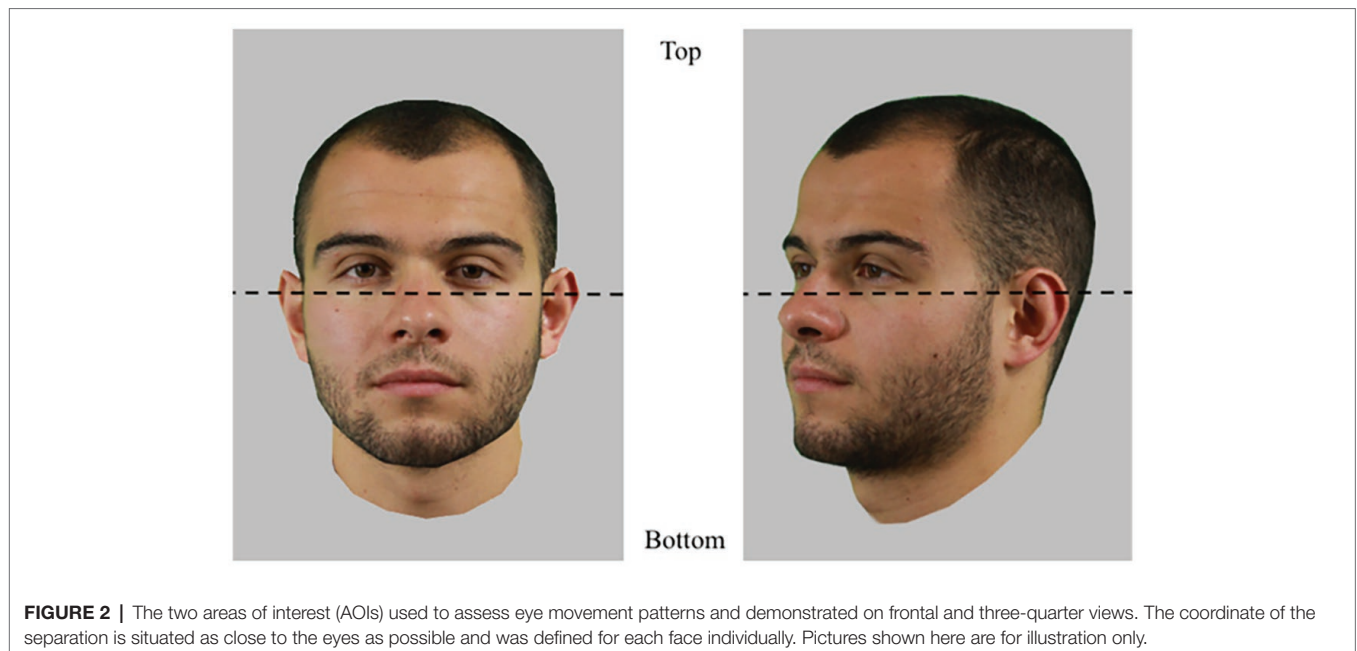 Top
Bottom
FIGURE 2 | The two areas of interest (AOIs) used to assess eye movement patterns and demonstrated on frontal and three-quarter views. The coordinate of the
separation is situated as close to the eyes as possible and was defined for each face individually. Pictures shown here are for illustration only.